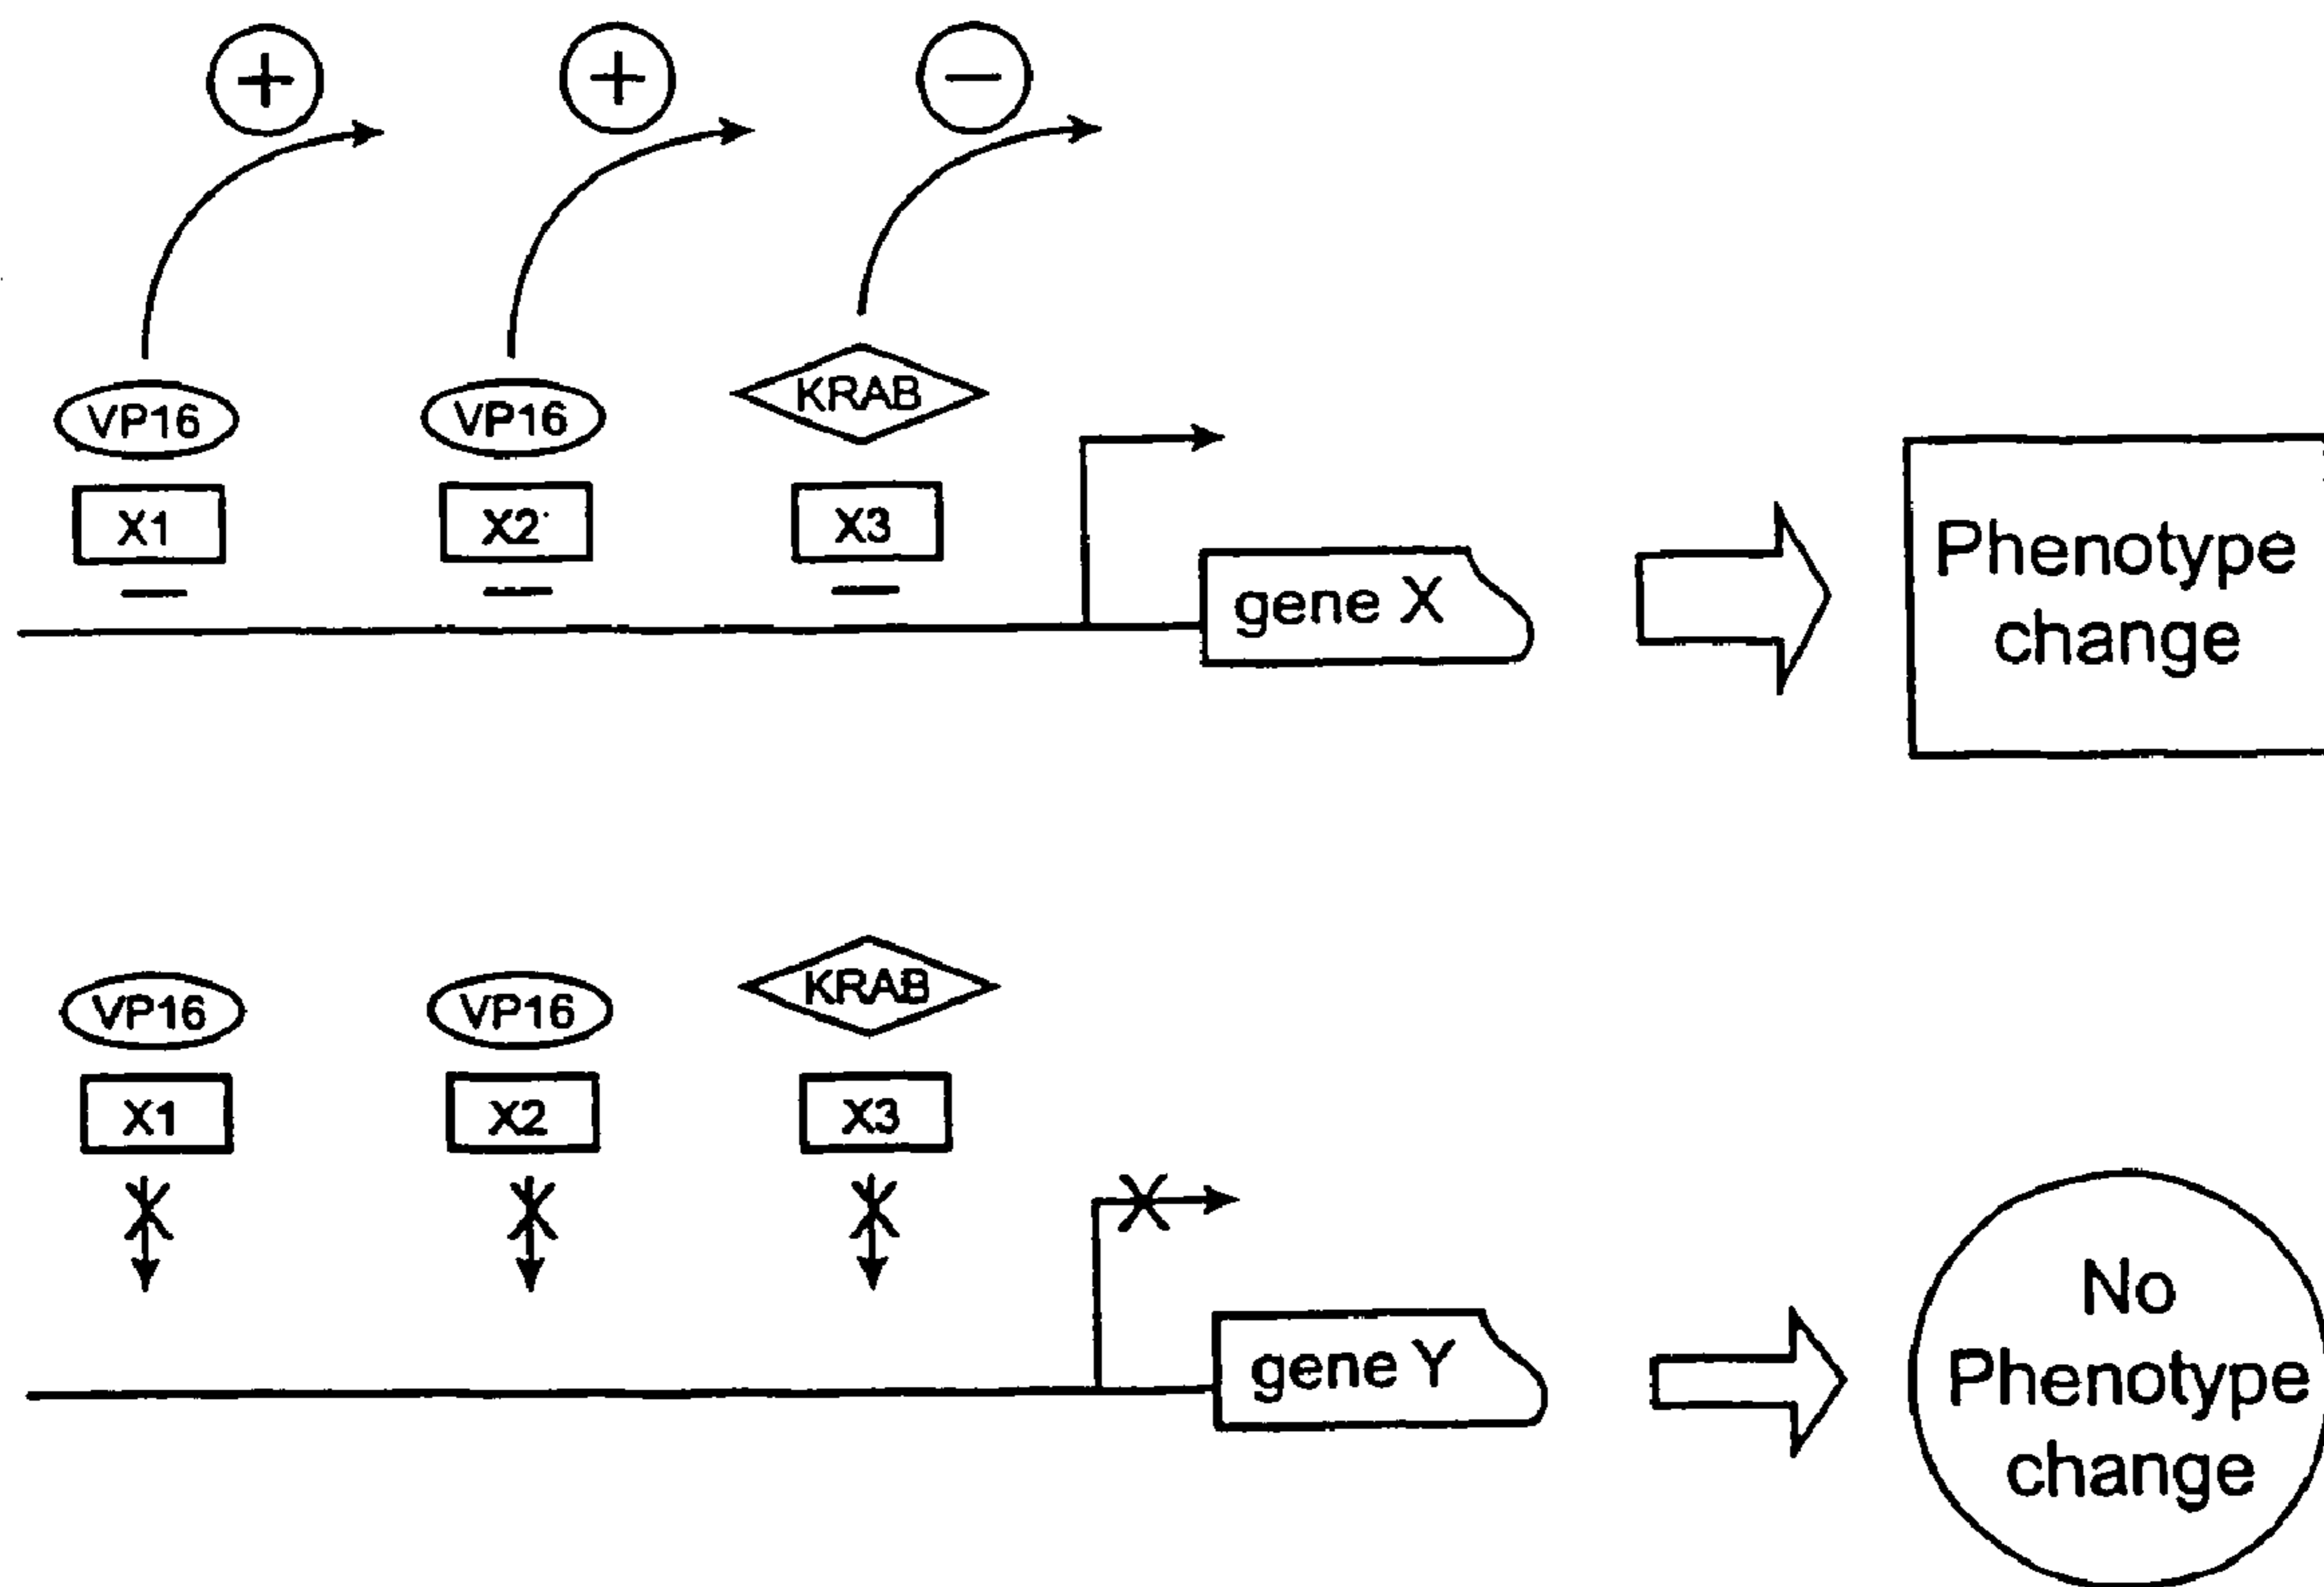 + + −
VP16 VP16 KRAB
X1 X2 X3
gene X
Phenotype
change
VP16 VP16 KRAB
X1 X2 X3
X X X X
gene Y
No
Phenotype
change